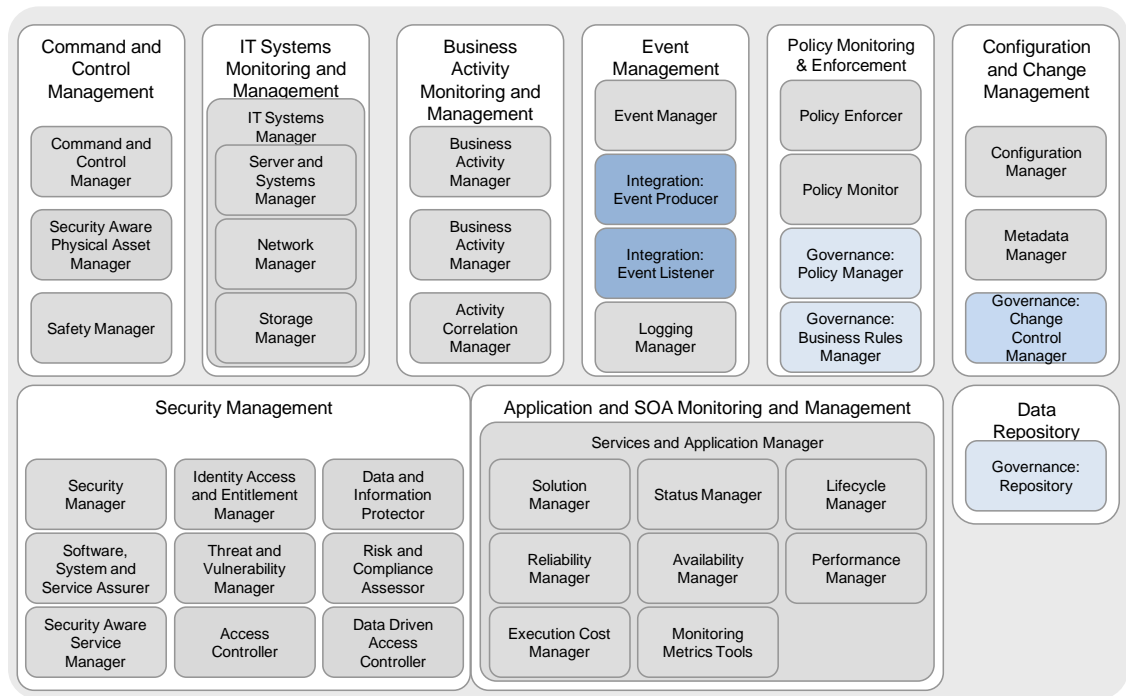 Command and
Control
Management
Command and
Control
Manager
Security Aware
Physical Asset
Manager
Safety Manager
IT Systems
Monitoring and
Management
IT Systems
Manager
Server and
Systems
Manager
Network
Manager
Storage
Manager
Business
Activity
Monitoring and
Management
Business
Activity
Manager
Business
Activity
Manager
Activity
Correlation
Manager
Event
Management
Event Manager
Integration:
Event Producer
Integration:
Event Listener
Logging
Manager
Policy Monitoring
& Enforcement
Policy Enforcer
Policy Monitor
Governance:
Policy Manager
Governance:
Business Rules
Manager
Configuration
and Change
Management
Configuration
Manager
Metadata
Manager
Governance:
Change
Control
Manager
Security Management
Security
Manager
Identity Access
and Entitlement
Manager
Data and
Information
Protector
Software,
System and
Service Assurer
Threat and
Vulnerability
Manager
Risk and
Compliance
Assessor
Security Aware
Service
Manager
Access
Controller
Data Driven
Access
Controller
Application and SOA Monitoring and Management
Services and Application Manager
Solution
Manager
Status Manager
Lifecycle
Manager
Reliability
Manager
Availability
Manager
Performance
Manager
Execution Cost
Manager
Monitoring
Metrics Tools
Data
Repository
Governance:
Repository